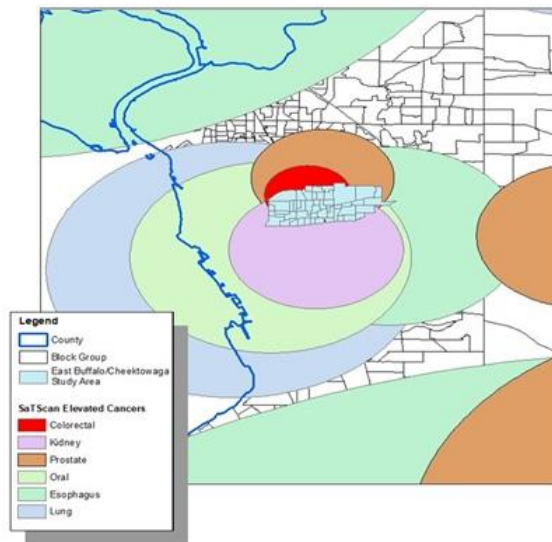 Legend
County
Block Group
East Buffalo/Cheektowaga
Study Area
SaTScan Elevated Cancers
Colorectal
Kidney
Prostate
Oral
Esophagus
Lung